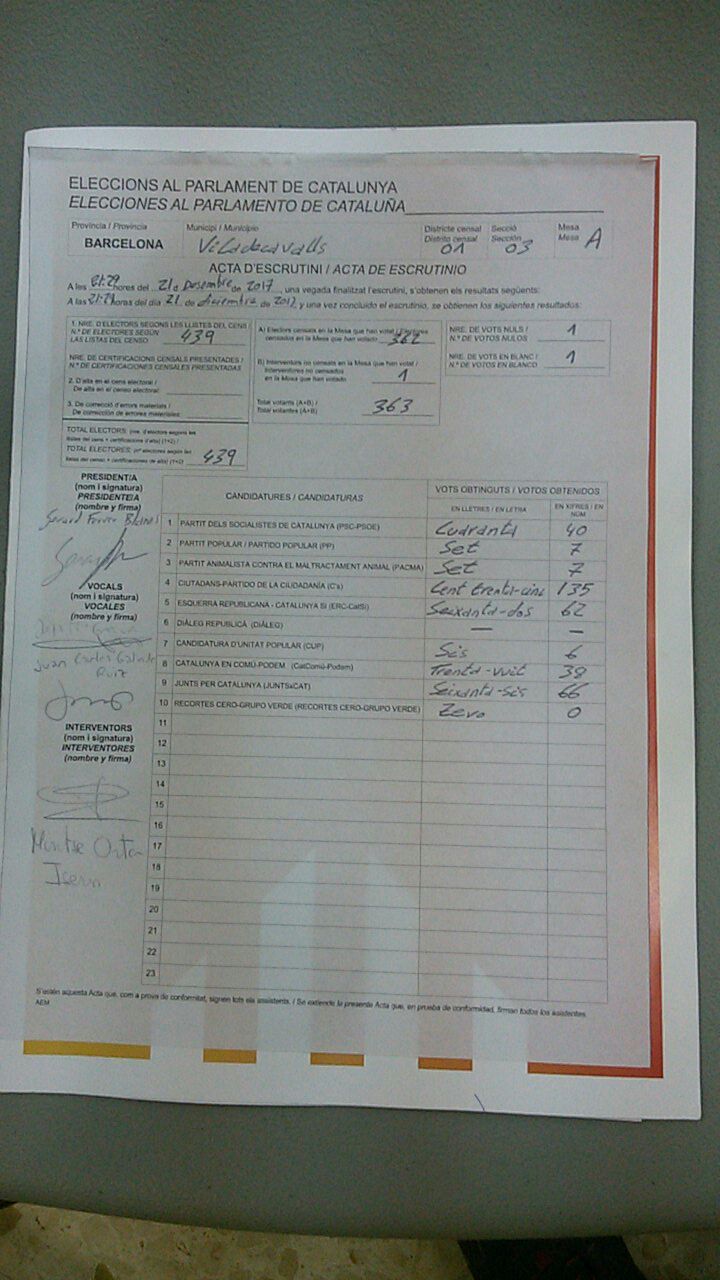 ELECCIONS AL PARLAMENT DE CATALUNYA
ELECCIONES AL PARLAMENTO DE CATALUÑA
Província / Provincia
BARCELONA
Municipi / Municipio
Viladecavalls
Districte censal
Distrito censal
01
Secció
Sección
03
Mesa
Mesa
A
ACTA D'ESCRUTINI / ACTA DE ESCRUTINIO
A les 21:29 hores del 21 de Desembre de 2017, una vegada finalitzat l'escrutini, s'obtenen els resultats següents:
A las 21:29 horas del día 21 de diciembre de 2017, y una vez concluido el escrutinio, se obtienen los siguientes resultados:
1. NRE. D'ELECTORS SEGONS LES LLISTES DEL CENS /
N.º DE ELECTORES SEGÚN
LAS LISTAS DEL CENSO
439
NRE. DE CERTIFICACIONS CENSALS PRESENTADES /
N.º DE CERTIFICACIONES CENSALES PRESENTADAS
2. D'alta en el cens electoral /
De alta en el censo electoral:
3. De correcció d'errors materials /
De corrección de errores materiales:
TOTAL ELECTORS: (nre. d'electors segons les
llistes del cens + certificacions d'alta) (1+2) /
TOTAL ELECTORES: (nº electores según las
listas del censo + certificaciones de alta) (1+2)
439
A) Electors censats en la Mesa que han votat / Electores
censados en la Mesa que han votado
362
B) Interventors no censats en la Mesa que han votat /
Interventores no censados
en la Mesa que han votado
1
Total votants (A+B) /
Total votantes (A+B)
363
NRE. DE VOTS NULS /
N.º DE VOTOS NULOS
1
NRE. DE VOTS EN BLANC /
N.º DE VOTOS EN BLANCO
1
PRESIDENT/A
(nom i signatura)
PRESIDENTE/A
(nombre y firma)
VOCALS
(nom i signatura)
VOCALES
(nombre y firma)
Juan Carlos
Ruiz
INTERVENTORS
(nom i signatura)
INTERVENTORES
(nombre y firma)
Montse
CANDIDATURES / CANDIDATURAS
VOTS OBTINGUTS / VOTOS OBTENIDOS
EN LLETRES / EN LETRA
EN XIFRES / EN NÚM.
1 PARTIT DELS SOCIALISTES DE CATALUNYA (PSC-PSOE) Cuaranta 40
2 PARTIT POPULAR / PARTIDO POPULAR (PP) Set 7
3 PARTIT ANIMALISTA CONTRA EL MALTRACTAMENT ANIMAL (PACMA) Set 7
4 CIUTADANS-PARTIDO DE LA CIUDADANÍA (C's) Cent trenta-cinc 135
5 ESQUERRA REPUBLICANA - CATALUNYA SÍ (ERC-CatSí) Seixanta-dos 62
6 DIÀLEG REPUBLICÀ (DIÀLEG) — —
7 CANDIDATURA D'UNITAT POPULAR (CUP) Sis 6
8 CATALUNYA EN COMÚ-PODEM (CatComú-Podem) Trenta-vuit 38
9 JUNTS PER CATALUNYA (JUNTSxCAT) Seixanta-sis 66
10 RECORTES CERO-GRUPO VERDE (RECORTES CERO-GRUPO VERDE) Zero 0
11
12
13
14
15
16
17
18
19
20
21
22
23
S'estén aquesta Acta que, com a prova de conformitat, signen tots els assistents. / Se extiende la presente Acta que, en prueba de conformidad, firman todos los asistentes.
AEM